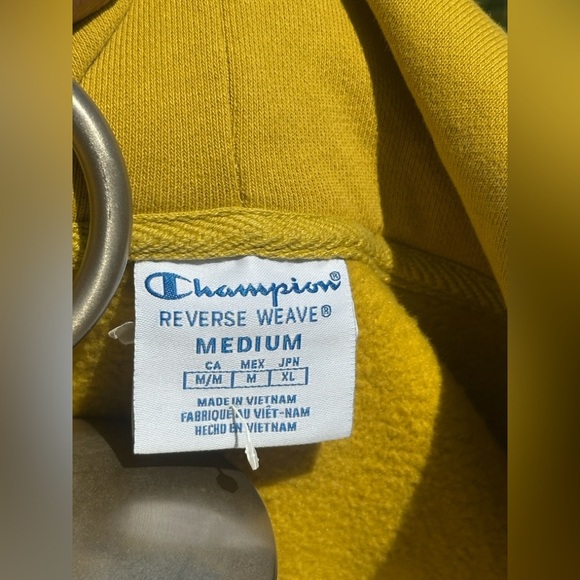 Champion®
REVERSE WEAVE®
MEDIUM
CA MEX JPN
M/M M XL
MADE IN VIETNAM
FABRIQUÉ AU VIÊT-NAM
HECHO EN VIETNAM